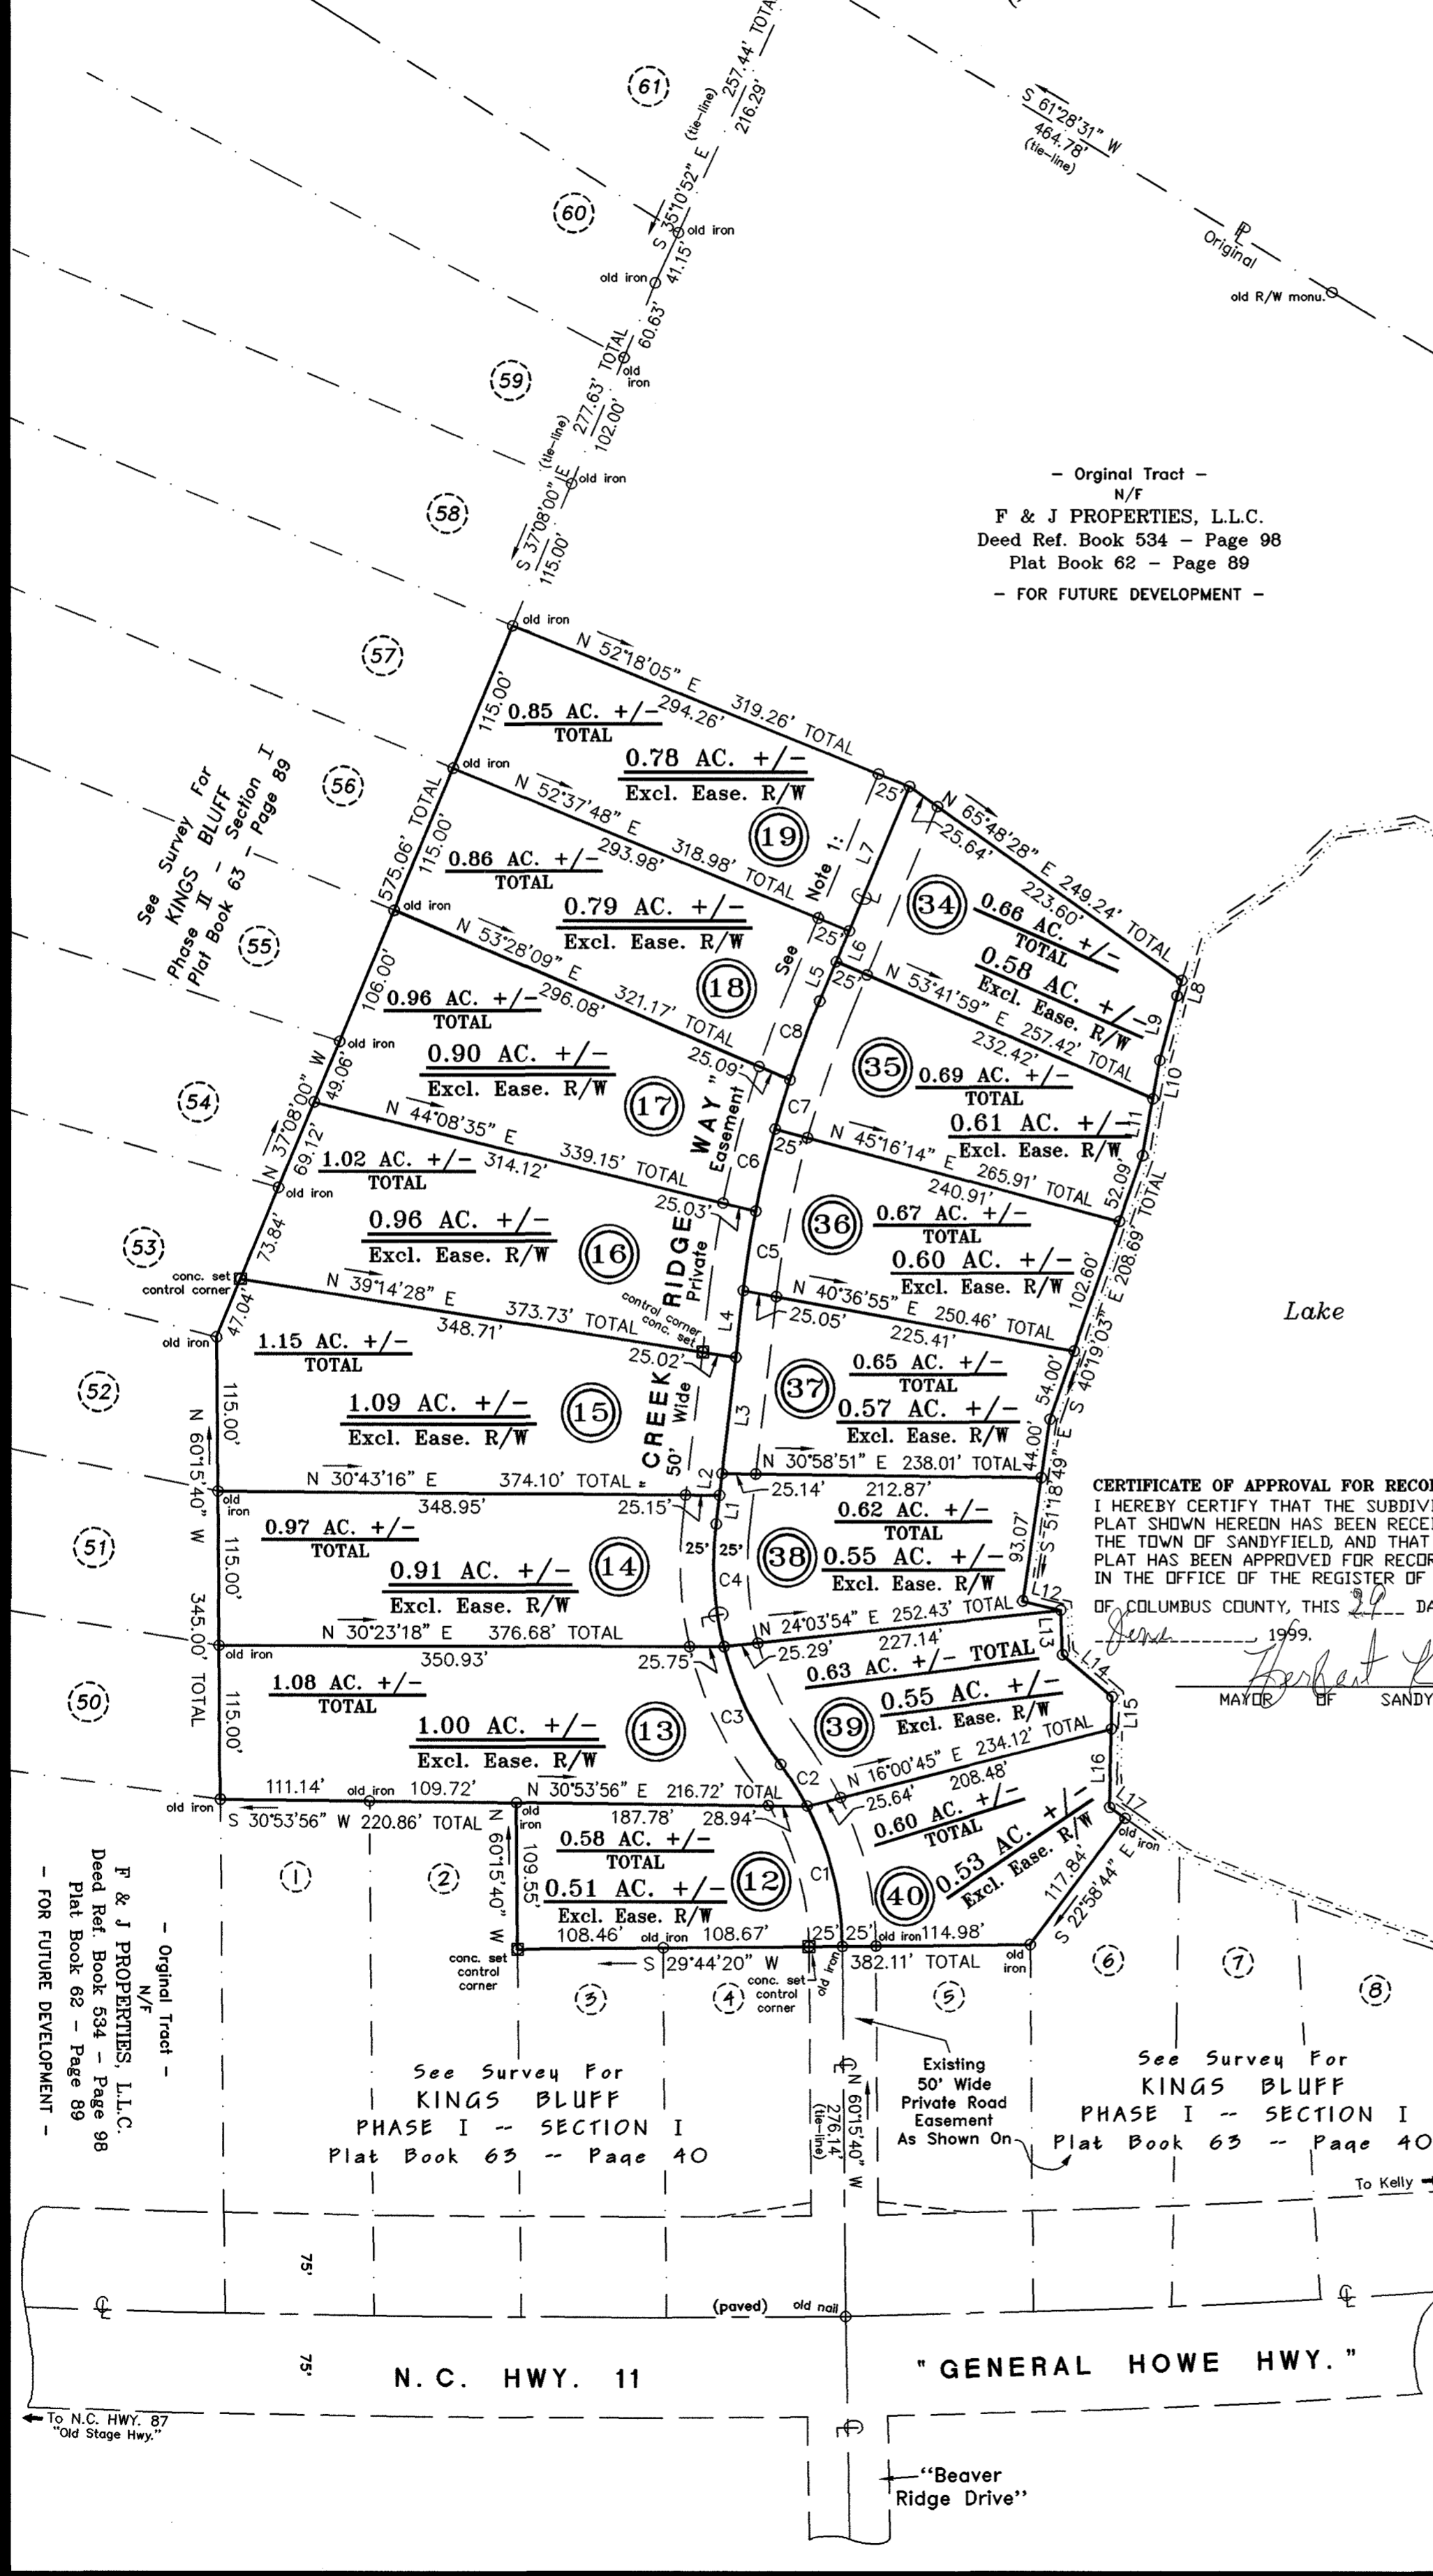 61
257.44' TOTA
216.29'
(tie-line)
S 35°10'52" E
S 61°28'31" W
464.78'
(tie-line)
60
old iron
41.15'
old iron
PL
Original
old R/W monu.
60.63'
old iron
59
277.63' TOTAL
102.00'
(tie-line)
S 37°08'00" E
old iron
58
115.00'
- Orginal Tract -
N/F
F & J PROPERTIES, L.L.C.
Deed Ref. Book 534 - Page 98
Plat Book 62 - Page 89
- FOR FUTURE DEVELOPMENT -
old iron
57
N 52°18'05" E 319.26' TOTAL
294.26'
25'
115.00'
0.85 AC. +/-
TOTAL
0.78 AC. +/-
Excl. Ease. R/W
19
See Survey For
KINGS BLUFF
Phase II - Section I
Plat Book 63 - Page 89
56
old iron
N 52°37'48" E 318.98' TOTAL
293.98'
25'
575.06' TOTAL
115.00'
0.86 AC. +/-
TOTAL
0.79 AC. +/-
Excl. Ease. R/W
18
See Note 1:
L7
CL
L6
L5
N 65°48'28" E 249.24' TOTAL
25.64'
223.60'
34
0.66 AC. +/-
TOTAL
0.58 AC. +/-
Excl. Ease. R/W
L8
L9
L10
L11
55
old iron
N 53°28'09" E 321.17' TOTAL
296.08'
25.09'
106.00'
0.96 AC. +/-
TOTAL
0.90 AC. +/-
Excl. Ease. R/W
17
25'
N 53°41'59" E 257.42' TOTAL
232.42'
C8
35
0.69 AC. +/-
TOTAL
0.61 AC. +/-
Excl. Ease. R/W
C7
52.09'
old iron
49.06'
N 37°08'00" W
54
N 44°08'35" E 339.15' TOTAL
314.12'
25.03'
69.12'
1.02 AC. +/-
TOTAL
0.96 AC. +/-
Excl. Ease. R/W
16
25'
N 45°16'14" E 265.91' TOTAL
240.91'
C6
36
0.67 AC. +/-
TOTAL
0.60 AC. +/-
Excl. Ease. R/W
C5
102.60'
S 40°19'03" E 208.69' TOTAL
Lake
old iron
73.84'
53
conc. set
control corner
N 39°14'28" E 373.73' TOTAL
348.71'
25.02'
control corner
conc. set
" CREEK RIDGE WAY "
50' Wide Private Easement
L4
N 40°36'55" E 250.46' TOTAL
25.05'
225.41'
47.04'
old iron
1.15 AC. +/-
TOTAL
1.09 AC. +/-
Excl. Ease. R/W
15
L3
37
0.65 AC. +/-
TOTAL
0.57 AC. +/-
Excl. Ease. R/W
54.00'
44.00'
52
115.00'
N 60°15'40" W 345.00' TOTAL
N 30°43'16" E 374.10' TOTAL
348.95'
25.15'
old iron
L2
L1
N 30°58'51" E 238.01' TOTAL
25.14'
212.87'
CERTIFICATE OF APPROVAL FOR RECO
I HEREBY CERTIFY THAT THE SUBDIVI
PLAT SHOWN HEREON HAS BEEN RECE
THE TOWN OF SANDYFIELD, AND THAT
PLAT HAS BEEN APPROVED FOR RECOR
IN THE OFFICE OF THE REGISTER OF
OF COLUMBUS COUNTY, THIS 29 DA
June, 1999.
Herbert
MAYOR OF SANDY
51
115.00'
0.97 AC. +/-
TOTAL
0.91 AC. +/-
Excl. Ease. R/W
14
25' 25'
C4
CL
38
0.62 AC. +/-
TOTAL
0.55 AC. +/-
Excl. Ease. R/W
93.07'
S 51°18'49" E
L12
L13
L14
L15
L16
L17
N 30°23'18" E 376.68' TOTAL
350.93'
25.75'
old iron
N 24°03'54" E 252.43' TOTAL
25.29'
227.14'
50
115.00'
1.08 AC. +/-
TOTAL
1.00 AC. +/-
Excl. Ease. R/W
13
C3
39
0.63 AC. +/- TOTAL
0.55 AC. +/-
Excl. Ease. R/W
C2
N 16°00'45" E 234.12' TOTAL
25.64'
208.48'
old iron
111.14'
old iron
109.72'
S 30°53'56" W 220.86' TOTAL
N 30°53'56" E 216.72' TOTAL
old iron
187.78'
28.94'
N 60°15'40" W
109.55'
0.58 AC. +/-
TOTAL
0.51 AC. +/-
Excl. Ease. R/W
12
C1
40
0.60 AC. +/-
TOTAL
0.53 AC. +/-
Excl. Ease. R/W
old iron
117.84'
S 22°58'44" E
1
2
108.46'
old iron
108.67'
25'
25'
old iron
114.98'
conc. set
control
corner
S 29°44'20" W 382.11' TOTAL
conc. set
control
corner
old iron
old iron
3
4
5
6
7
8
- Orginal Tract -
N/F
F & J PROPERTIES, L.L.C.
Deed Ref. Book 534 - Page 98
Plat Book 62 - Page 89
- FOR FUTURE DEVELOPMENT -
See Survey For
KINGS BLUFF
PHASE I -- SECTION I
Plat Book 63 -- Page 40
CL
N 60°15'40" W
276.14'
(tie-line)
Existing
50' Wide
Private Road
Easement
As Shown On
See Survey For
KINGS BLUFF
PHASE I -- SECTION I
Plat Book 63 -- Page 40
To Kelly
75'
CL
(paved)
old nail
CL
75'
N.C. HWY. 11
" GENERAL HOWE HWY. "
To N.C. HWY. 87
"Old Stage Hwy."
CL
"Beaver
Ridge Drive"